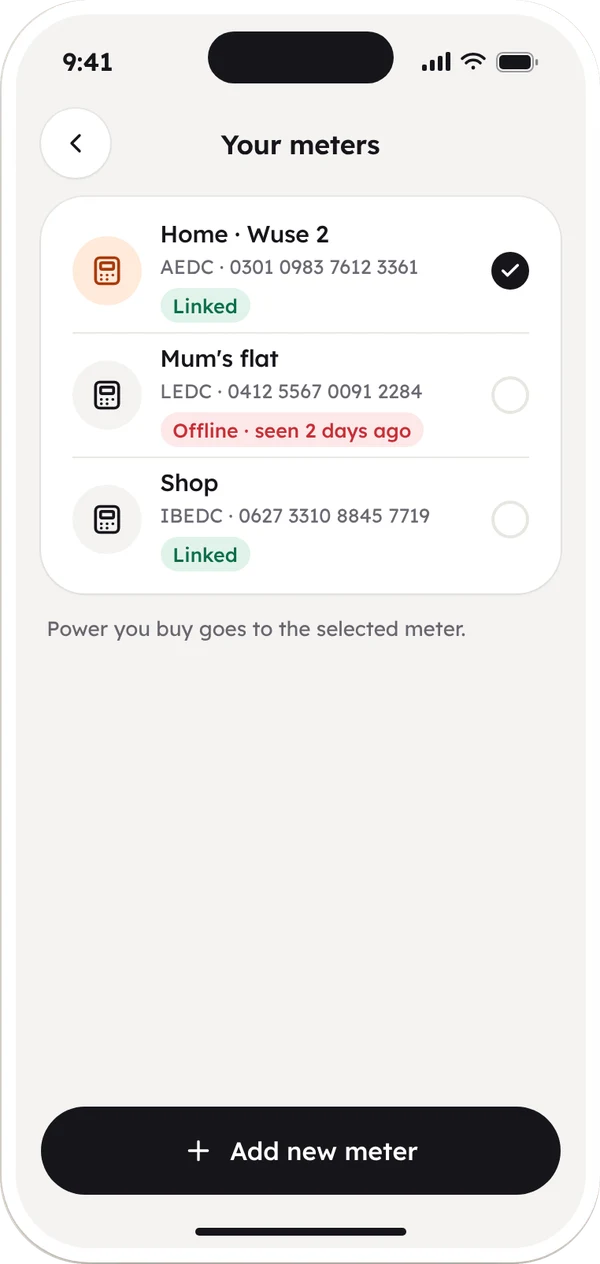 9:41
Your meters
Home · Wuse 2
AEDC · 0301 0983 7612 3361
Linked
Mum's flat
LEDC · 0412 5567 0091 2284
Offline · seen 2 days ago
Shop
IBEDC · 0627 3310 8845 7719
Linked
Power you buy goes to the selected meter.
Add new meter